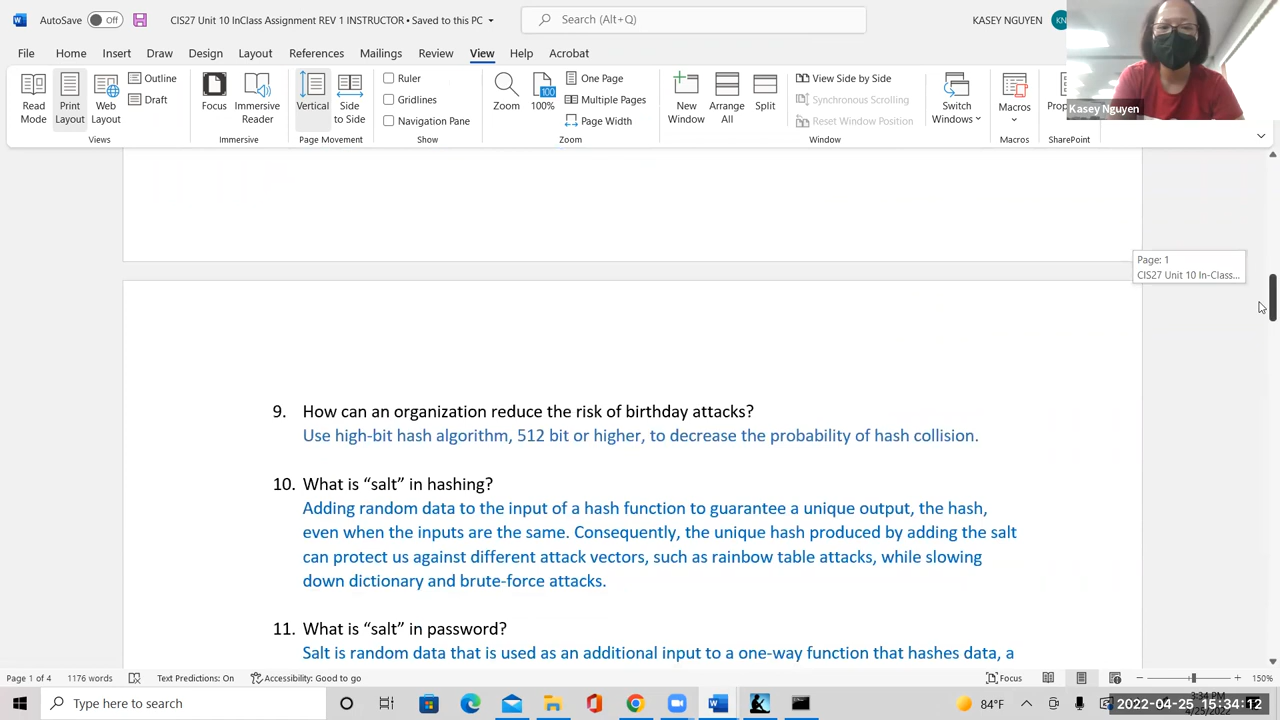 AutoSave Off CIS27 Unit 10 InClass Assignment REV 1 INSTRUCTOR • Saved to this PC Search (Alt+Q) KASEY NGUYEN
File Home Insert Draw Design Layout References Mailings Review View Help Acrobat
Read Mode
Print Layout
Web Layout
Outline
Draft
Views
Focus
Immersive Reader
Immersive
Vertical
Side to Side
Page Movement
Ruler
Gridlines
Navigation Pane
Show
Zoom
100
100%
One Page
Multiple Pages
Page Width
Zoom
New Window
Arrange All
Split
View Side by Side
Synchronous Scrolling
Reset Window Position
Window
Switch Windows
Macros
Macros
SharePoint
Kasey Nguyen
Page: 1
CIS27 Unit 10 In-Class...
9. How can an organization reduce the risk of birthday attacks?
Use high-bit hash algorithm, 512 bit or higher, to decrease the probability of hash collision.
10. What is “salt” in hashing?
Adding random data to the input of a hash function to guarantee a unique output, the hash,
even when the inputs are the same. Consequently, the unique hash produced by adding the salt
can protect us against different attack vectors, such as rainbow table attacks, while slowing
down dictionary and brute-force attacks.
11. What is “salt” in password?
Salt is random data that is used as an additional input to a one-way function that hashes data, a
Page 1 of 4 1176 words Text Predictions: On Accessibility: Good to go Focus 150%
Type here to search 84°F 3:34 PM
2022-04-25 15:34:12